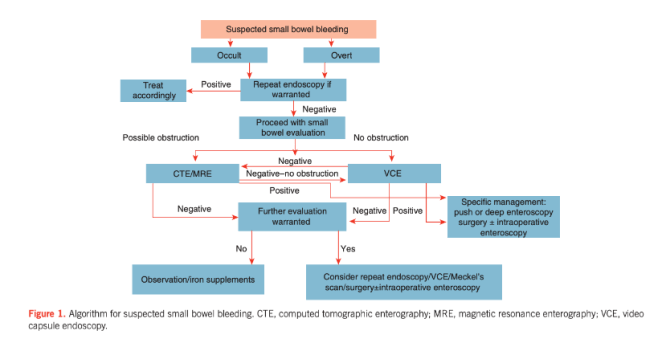 Suspected small bowel bleeding
Occult
Overt
Treat
accordingly
Positive
Repeat endoscopy if
warranted
Negative
Proceed with small
bowel evaluation
Possible obstruction
No obstruction
Negative
CTE/MRE
Negative–no obstruction
VCE
Positive
Specific management:
push or deep enteroscopy
surgery ± intraoperative
enteroscopy
Negative
Further evaluation
warranted
Negative
Positive
No
Yes
Observation/iron supplements
Consider repeat endoscopy/VCE/Meckel's
scan/surgery±intraoperative enteroscopy
Figure 1. Algorithm for suspected small bowel bleeding. CTE, computed tomographic enterography; MRE, magnetic resonance enterography; VCE, video
capsule endoscopy.